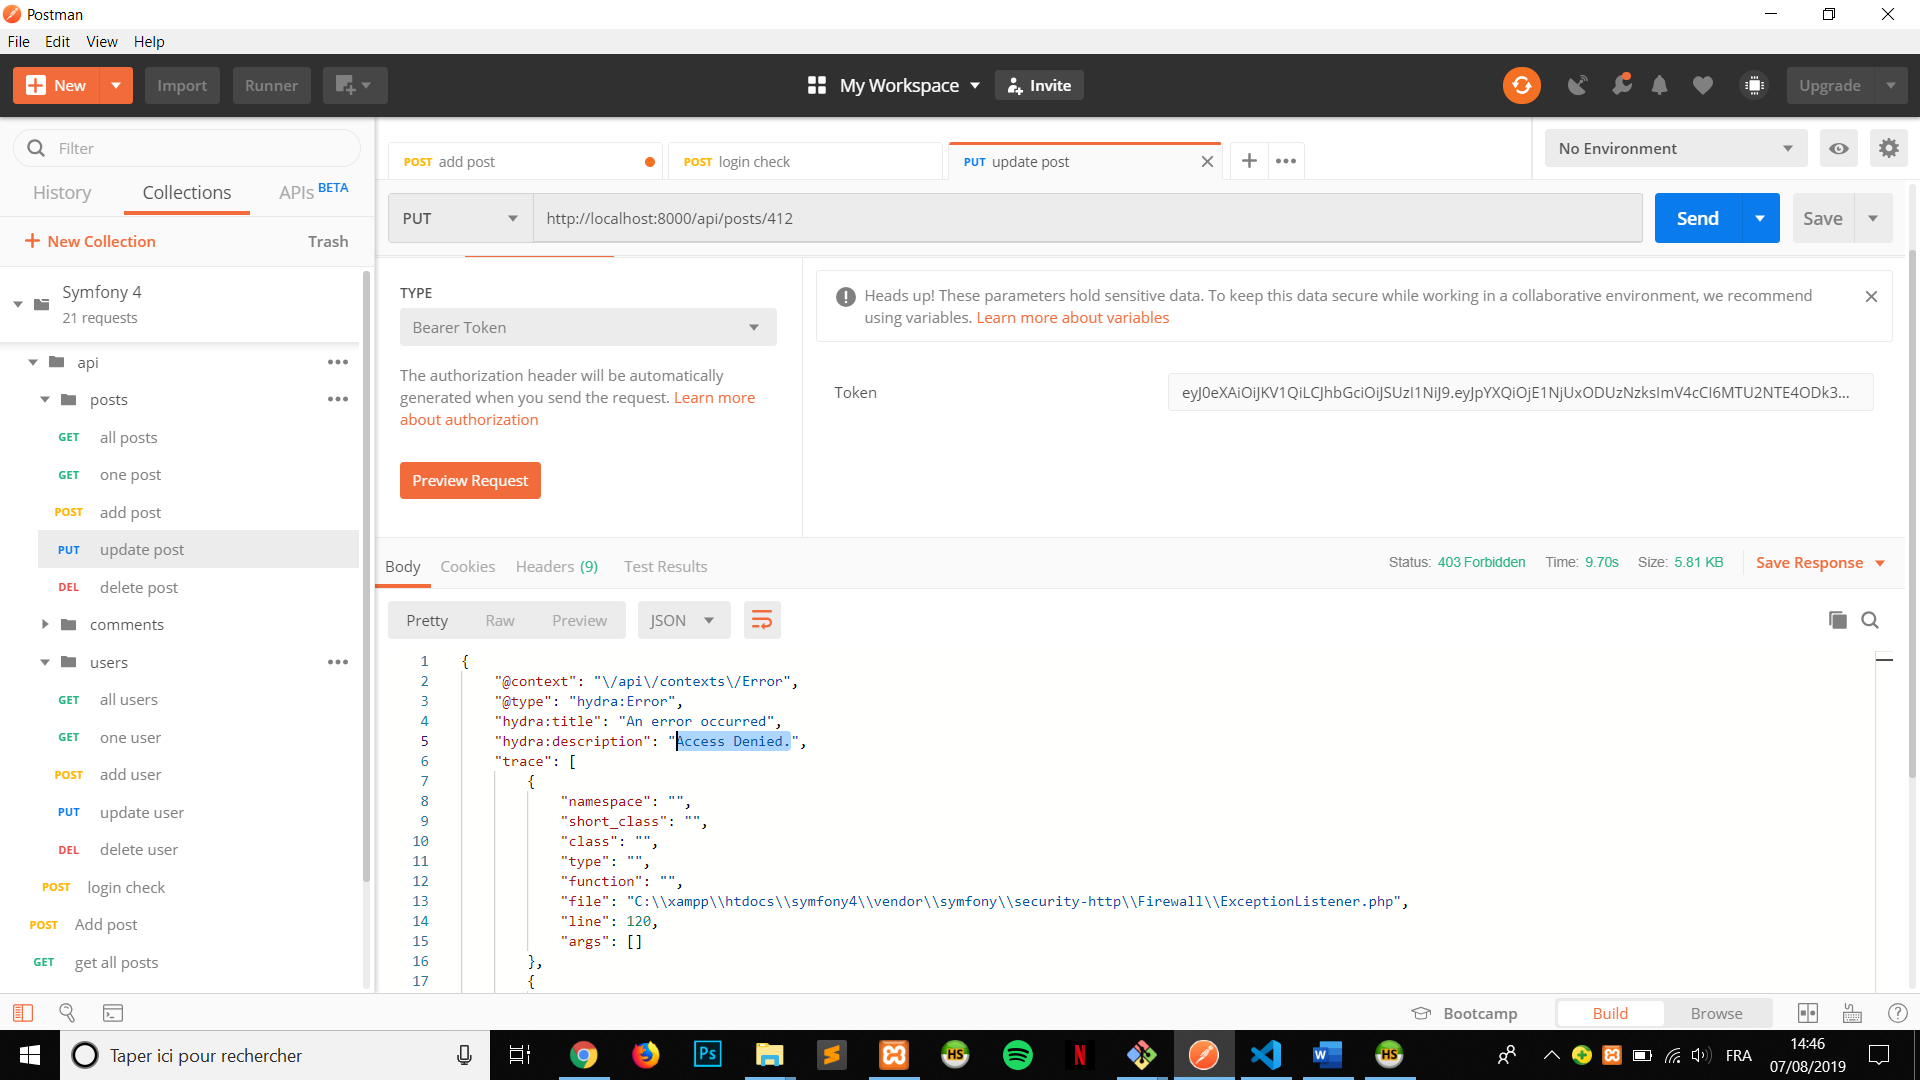 Postman
File Edit View Help
New Import Runner My Workspace Invite Upgrade
Filter
History Collections APIs BETA
New Collection Trash
Symfony 4
21 requests
api
posts
GET all posts
GET one post
POST add post
PUT update post
DEL delete post
comments
users
GET all users
GET one user
POST add user
PUT update user
DEL delete user
POST login check
POST Add post
GET get all posts
POST add post POST login check PUT update post
No Environment
PUT http://localhost:8000/api/posts/412 Send Save
TYPE
Bearer Token
The authorization header will be automatically
generated when you send the request. Learn more
about authorization
Preview Request
Heads up! These parameters hold sensitive data. To keep this data secure while working in a collaborative environment, we recommend
using variables. Learn more about variables
Token eyJ0eXAiOiJKV1QiLCJhbGciOiJSUzI1NiJ9.eyJpYXQiOjE1NjUxODUzNzksImV4cCI6MTU2NTE4ODk3...
Body Cookies Headers (9) Test Results Status: 403 Forbidden Time: 9.70s Size: 5.81 KB Save Response
Pretty Raw Preview JSON
1 {
2 "@context": "\/api\/contexts\/Error",
3 "@type": "hydra:Error",
4 "hydra:title": "An error occurred",
5 "hydra:description": "Access Denied.",
6 "trace": [
7 {
8 "namespace": "",
9 "short_class": "",
10 "class": "",
11 "type": "",
12 "function": "",
13 "file": "C:\\xampp\\htdocs\\symfony4\\vendor\\symfony\\security-http\\Firewall\\ExceptionListener.php",
14 "line": 120,
15 "args": []
16 },
17 {
Bootcamp Build Browse
Taper ici pour rechercher
Ps
HS
N
W
HS
FRA
14:46
07/08/2019